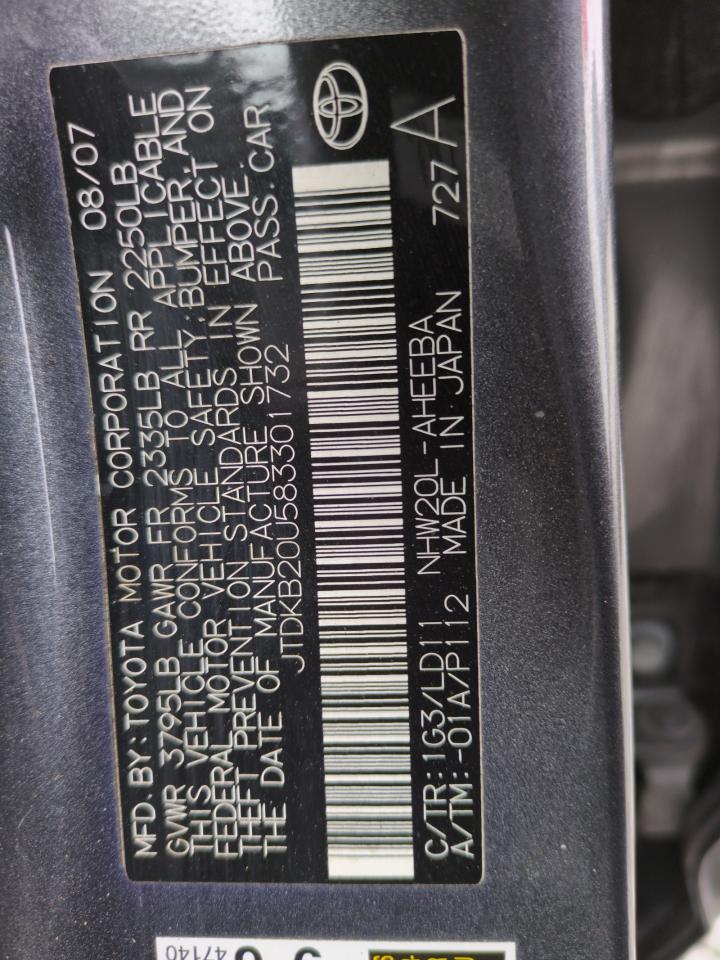 MFD. BY: TOYOTA MOTOR CORPORATION 08/07
GVWR 3795LB GAWR FR 2335LB RR 2250LB
THIS VEHICLE CONFORMS TO ALL APPLICABLE
FEDERAL MOTOR VEHICLE SAFETY, BUMPER, AND
THEFT PREVENTION STANDARDS IN EFFECT ON
THE DATE OF MANUFACTURE SHOWN ABOVE.
JTDKB20U583301732 PASS. CAR
C/TR: 1G3/LD11 NHW20L-AHEEBA 727 A
A/TM: -01A/P112 MADE IN JAPAN
47140